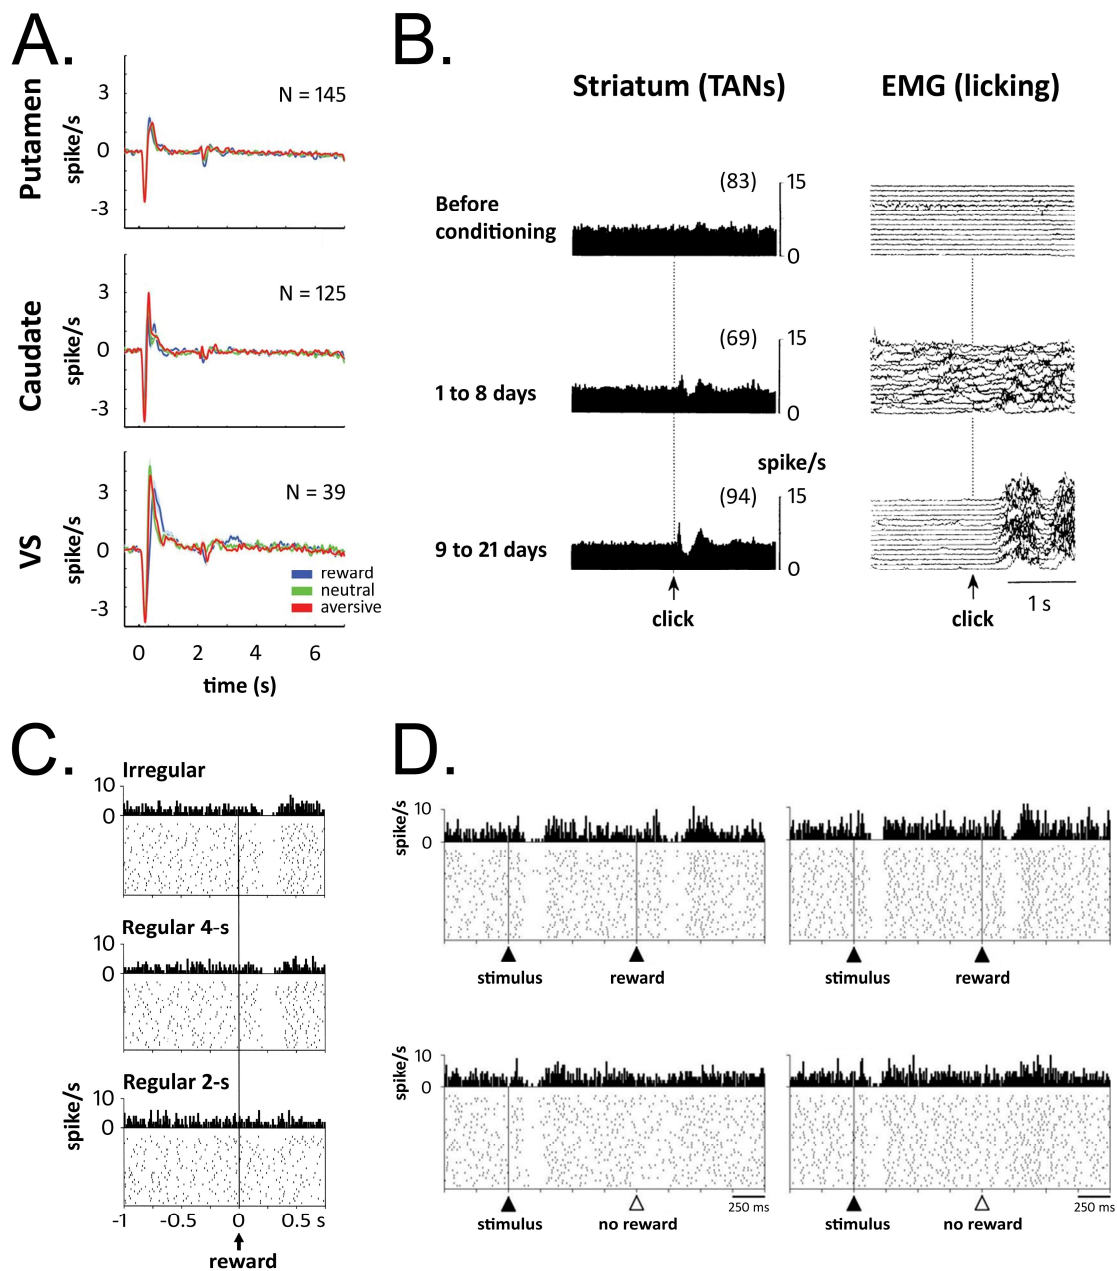 A.
Putamen
spike/s
3
0
-3
N = 145
Caudate
spike/s
3
0
-3
N = 125
VS
spike/s
3
0
-3
N = 39
reward
neutral
aversive
0 2 4 6
time (s)
B.
Striatum (TANs) EMG (licking)
Before
conditioning
(83)
15
0
1 to 8 days
(69)
15
0
spike/s
9 to 21 days
(94)
15
0
click click
1 s
C.
Irregular
10
0
Regular 4-s
10
0
Regular 2-s
10
0
spike/s
-1 -0.5 0 0.5 s
reward
D.
spike/s
10
0
stimulus reward stimulus reward
spike/s
10
0
250 ms 250 ms
stimulus no reward stimulus no reward